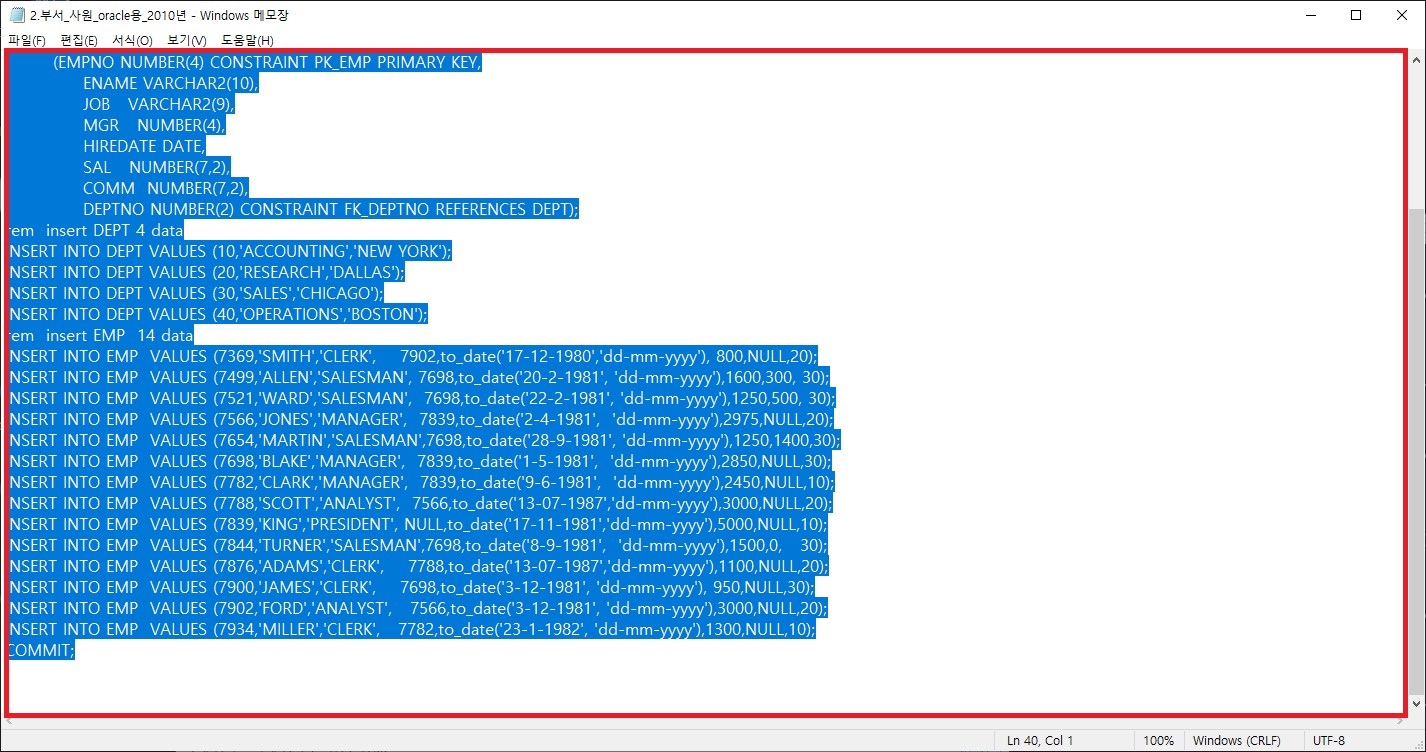 2.부서_사원_oracle용_2010년 - Windows 메모장
파일(F) 편집(E) 서식(O) 보기(V) 도움말(H)
(EMPNO NUMBER(4) CONSTRAINT PK_EMP PRIMARY KEY,
ENAME VARCHAR2(10),
JOB VARCHAR2(9),
MGR NUMBER(4),
HIREDATE DATE,
SAL NUMBER(7,2),
COMM NUMBER(7,2),
DEPTNO NUMBER(2) CONSTRAINT FK_DEPTNO REFERENCES DEPT);
rem insert DEPT 4 data
INSERT INTO DEPT VALUES (10,'ACCOUNTING','NEW YORK');
INSERT INTO DEPT VALUES (20,'RESEARCH','DALLAS');
INSERT INTO DEPT VALUES (30,'SALES','CHICAGO');
INSERT INTO DEPT VALUES (40,'OPERATIONS','BOSTON');
rem insert EMP 14 data
INSERT INTO EMP VALUES (7369,'SMITH','CLERK', 7902,to_date('17-12-1980','dd-mm-yyyy'), 800,NULL,20);
INSERT INTO EMP VALUES (7499,'ALLEN','SALESMAN', 7698,to_date('20-2-1981', 'dd-mm-yyyy'),1600,300, 30);
INSERT INTO EMP VALUES (7521,'WARD','SALESMAN', 7698,to_date('22-2-1981', 'dd-mm-yyyy'),1250,500, 30);
INSERT INTO EMP VALUES (7566,'JONES','MANAGER', 7839,to_date('2-4-1981', 'dd-mm-yyyy'),2975,NULL,20);
INSERT INTO EMP VALUES (7654,'MARTIN','SALESMAN',7698,to_date('28-9-1981', 'dd-mm-yyyy'),1250,1400,30);
INSERT INTO EMP VALUES (7698,'BLAKE','MANAGER', 7839,to_date('1-5-1981', 'dd-mm-yyyy'),2850,NULL,30);
INSERT INTO EMP VALUES (7782,'CLARK','MANAGER', 7839,to_date('9-6-1981', 'dd-mm-yyyy'),2450,NULL,10);
INSERT INTO EMP VALUES (7788,'SCOTT','ANALYST', 7566,to_date('13-07-1987','dd-mm-yyyy'),3000,NULL,20);
INSERT INTO EMP VALUES (7839,'KING','PRESIDENT', NULL,to_date('17-11-1981','dd-mm-yyyy'),5000,NULL,10);
INSERT INTO EMP VALUES (7844,'TURNER','SALESMAN',7698,to_date('8-9-1981', 'dd-mm-yyyy'),1500,0, 30);
INSERT INTO EMP VALUES (7876,'ADAMS','CLERK', 7788,to_date('13-07-1987','dd-mm-yyyy'),1100,NULL,20);
INSERT INTO EMP VALUES (7900,'JAMES','CLERK', 7698,to_date('3-12-1981', 'dd-mm-yyyy'), 950,NULL,30);
INSERT INTO EMP VALUES (7902,'FORD','ANALYST', 7566,to_date('3-12-1981', 'dd-mm-yyyy'),3000,NULL,20);
INSERT INTO EMP VALUES (7934,'MILLER','CLERK', 7782,to_date('23-1-1982', 'dd-mm-yyyy'),1300,NULL,10);
COMMIT;
Ln 40, Col 1 100% Windows (CRLF) UTF-8